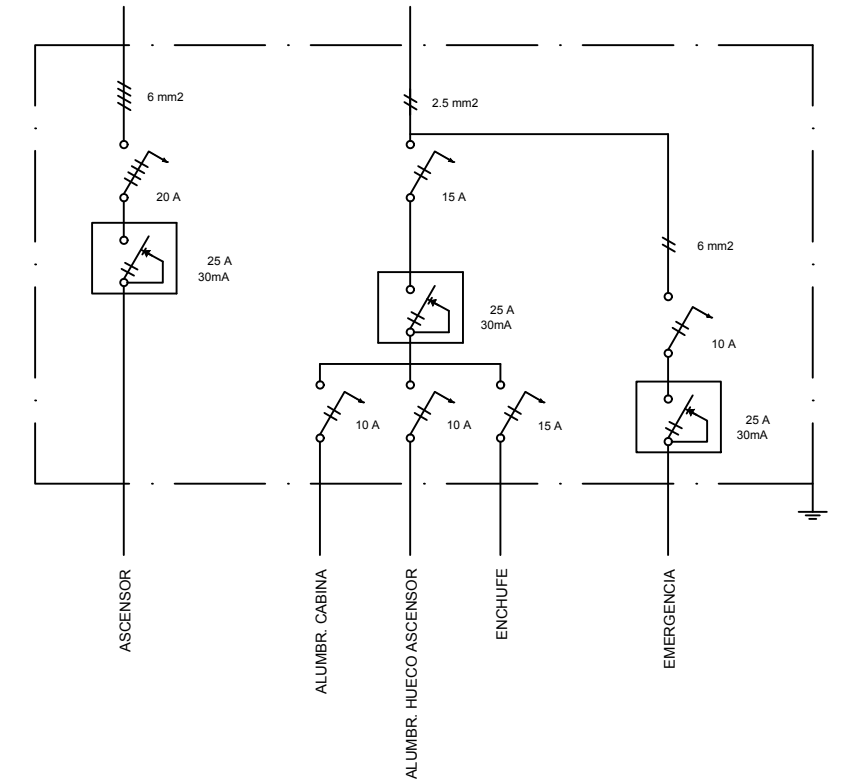 6 mm2
2.5 mm2
20 A
15 A
25 A
30mA
6 mm2
25 A
30mA
10 A
10 A
10 A
15 A
25 A
30mA
ASCENSOR
ALUMBR. CABINA
ALUMBR. HUECO ASCENSOR
ENCHUFE
EMERGENCIA